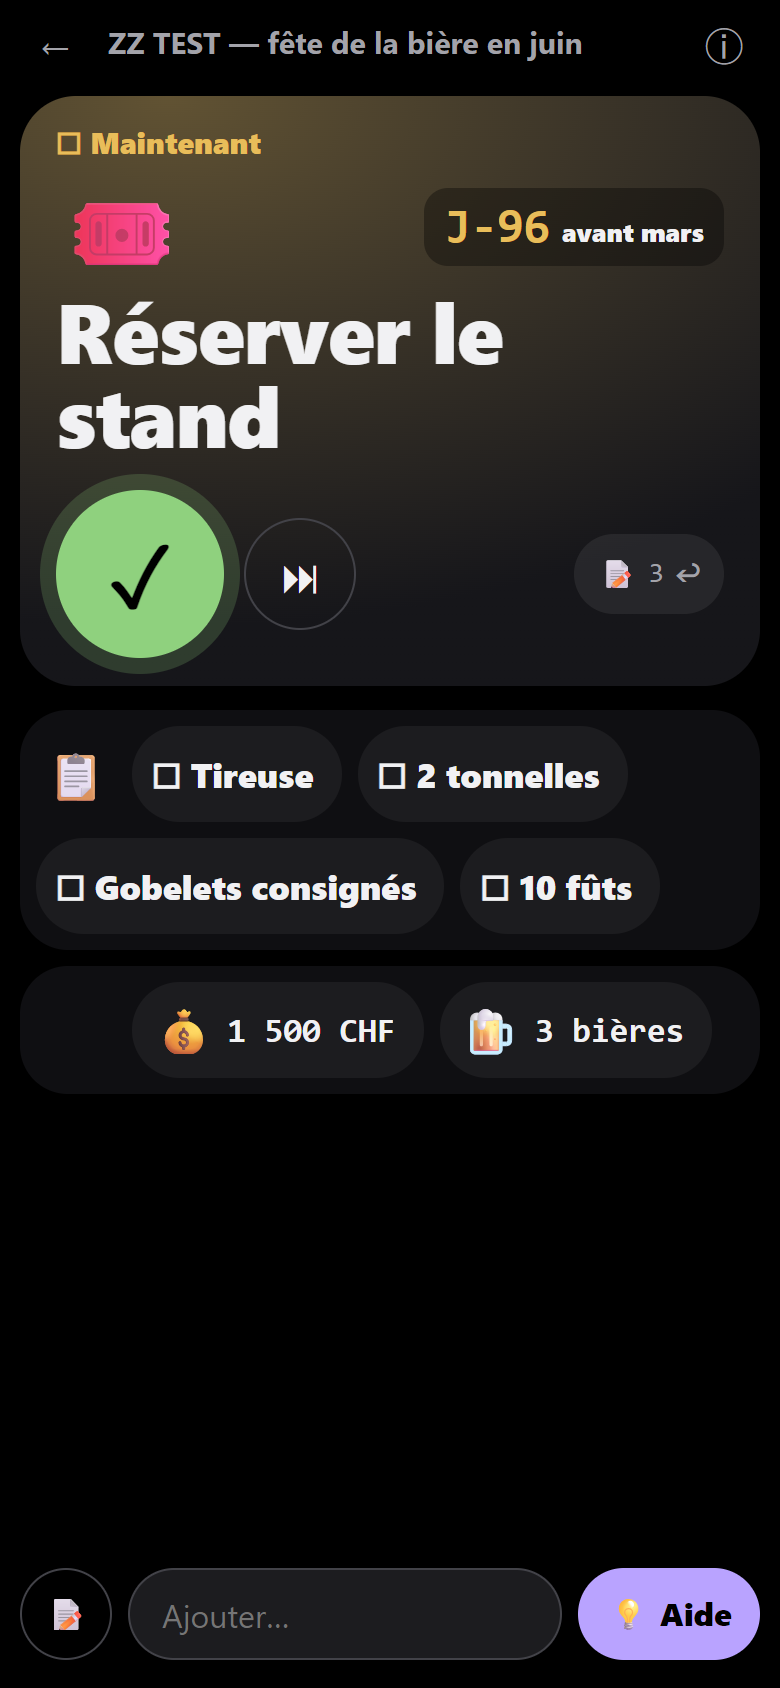 ← ZZ TEST — fête de la bière en juin ⓘ
☐ Maintenant
J-96 avant mars
Réserver le
stand
✓ ⏭ 📝 3 ↩
📋 ☐ Tireuse ☐ 2 tonnelles
☐ Gobelets consignés ☐ 10 fûts
💰 1 500 CHF 🍺 3 bières
📝 Ajouter... 💡 Aide